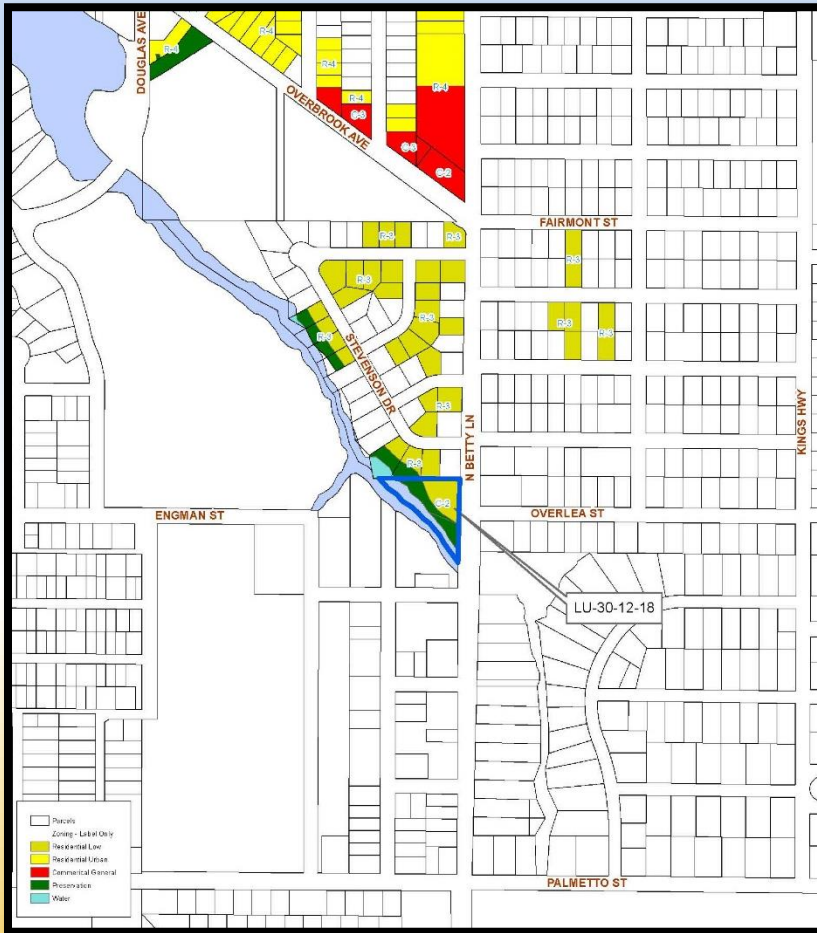 R-4
DOUGLAS AVE
R-4
R-4
R-4
R-4
OVERBROOK AVE
C-3
C-3
C-2
FAIRMONT ST
R-3
R-3
R-3
R-3
R-3
R-3
R-3
R-3
STEVENSON DR
R-3
N BETTY LN
KINGS HWY
R-3
C-2
ENGMAN ST
OVERLEA ST
LU-30-12-18
Parcels
Zoning - Label Only
Residential Low
Residential Urban
Commerical General
Preservation
Water
PALMETTO ST